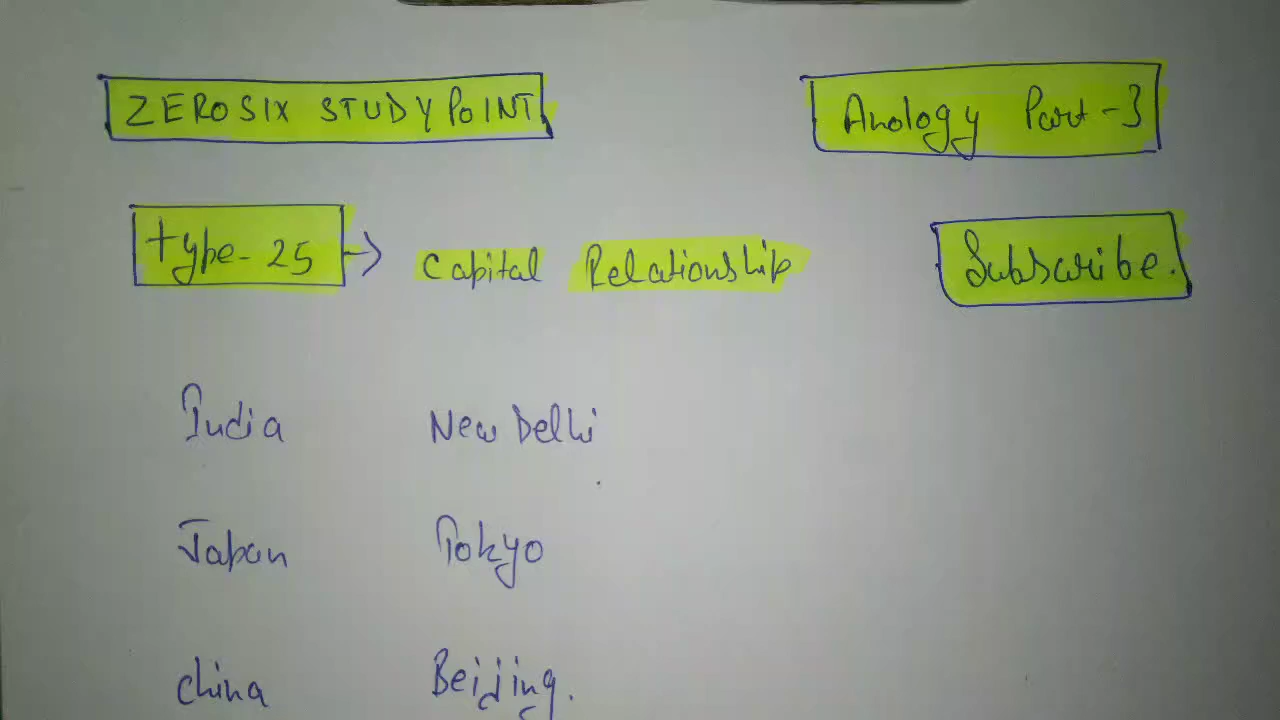 ZEROSIX STUDY POINT
Anology Part-3
type-25 → Capital Relationship
Subscribe.
India New Delhi
Japan Tokyo
China Beijing.